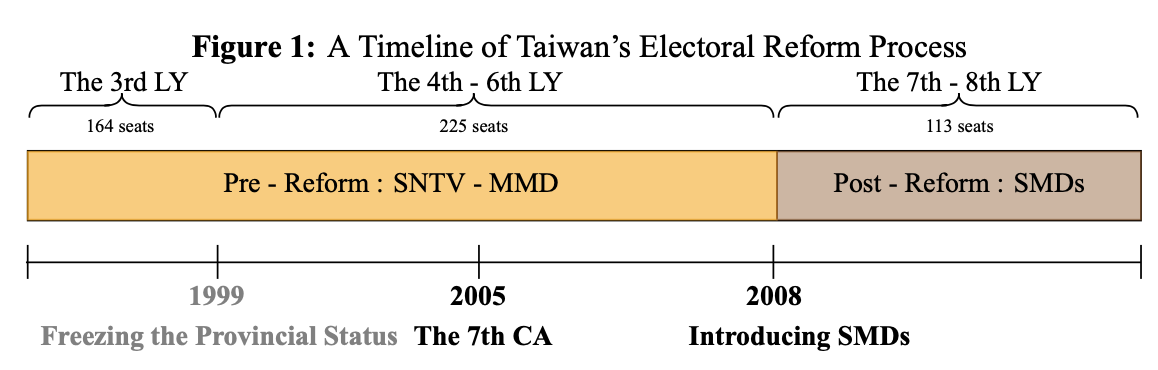 Figure 1: A Timeline of Taiwan's Electoral Reform Process
The 3rd LY
The 4th - 6th LY
The 7th - 8th LY
164 seats
225 seats
113 seats
Pre - Reform : SNTV - MMD
Post - Reform : SMDs
1999
2005
2008
Freezing the Provincial Status
The 7th CA
Introducing SMDs